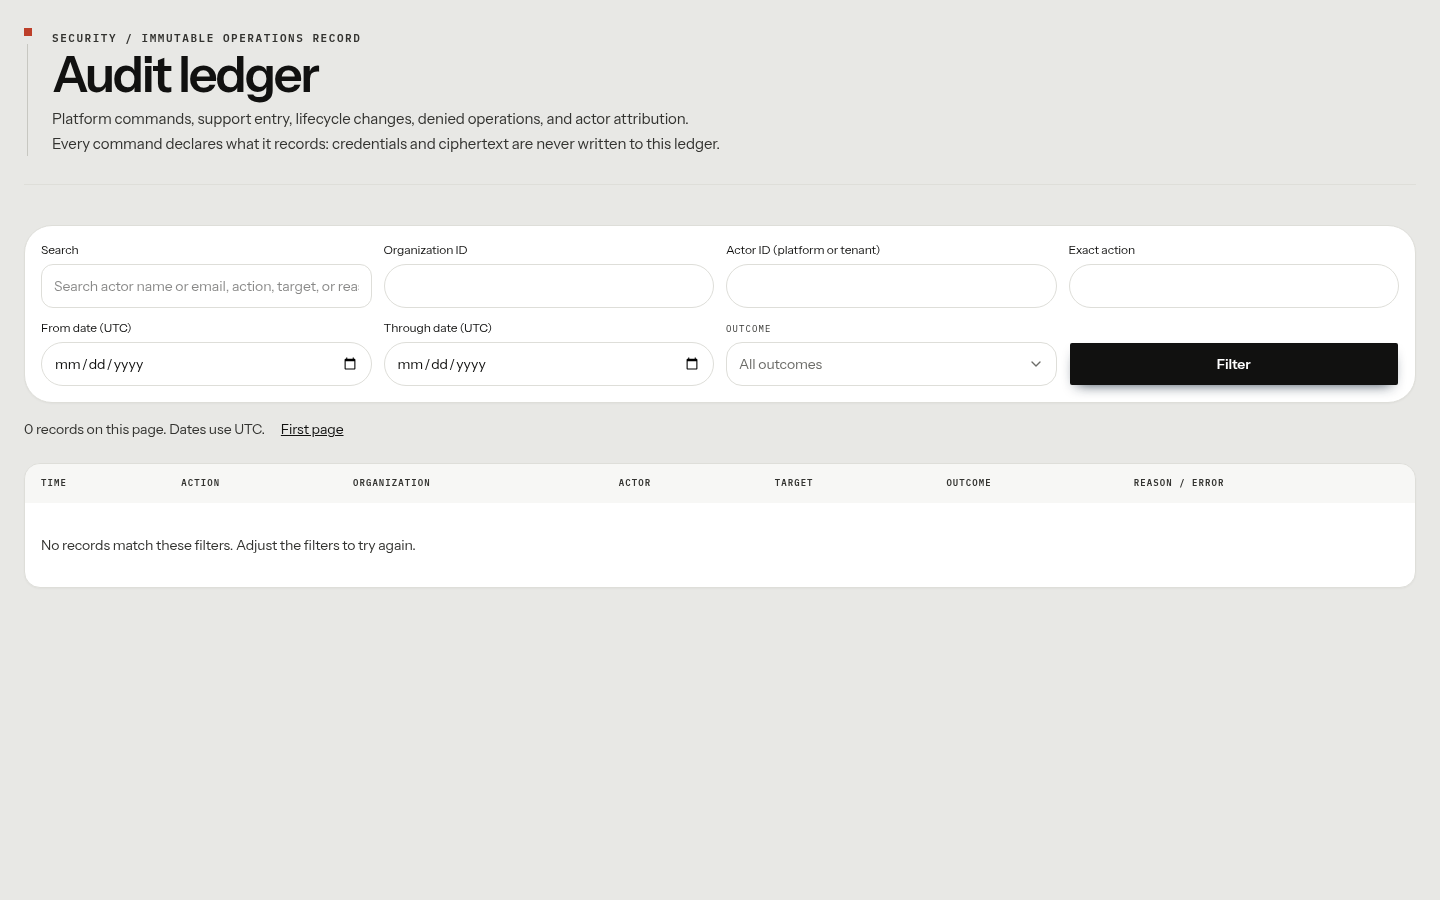 SECURITY / IMMUTABLE OPERATIONS RECORD
Audit ledger
Platform commands, support entry, lifecycle changes, denied operations, and actor attribution.
Every command declares what it records: credentials and ciphertext are never written to this ledger.
Search
Organization ID
Actor ID (platform or tenant)
Exact action
Search actor name or email, action, target, or rea
From date (UTC)
Through date (UTC)
OUTCOME
mm/dd/yyyy
mm/dd/yyyy
All outcomes
Filter
0 records on this page. Dates use UTC. First page
TIME ACTION ORGANIZATION ACTOR TARGET OUTCOME REASON / ERROR
No records match these filters. Adjust the filters to try again.